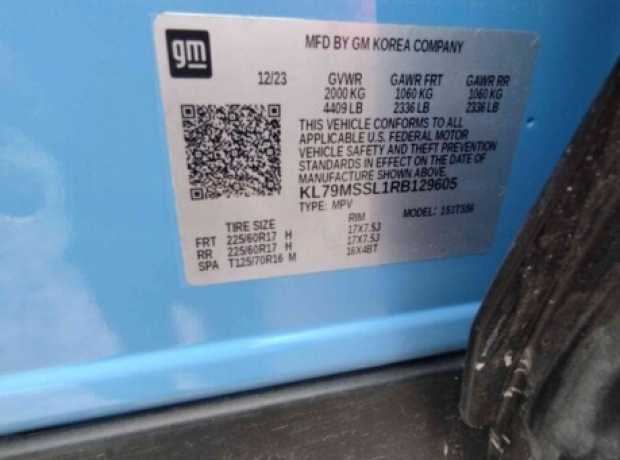 gm
MFD BY GM KOREA COMPANY
12/23 GVWR GAWR FRT GAWR RR
2000 KG 1060 KG 1060 KG
4409 LB 2336 LB 2336 LB
THIS VEHICLE CONFORMS TO ALL
APPLICABLE U.S. FEDERAL MOTOR
VEHICLE SAFETY AND THEFT PREVENTION
STANDARDS IN EFFECT ON THE DATE OF
MANUFACTURE SHOWN ABOVE.
KL79MSSL1RB129605
TYPE: MPV MODEL:
TIRE SIZE RIM
FRT 225/60R17 H 17X7.5J
RR 225/60R17 H 17X7.5J
SPA T125/70R16 M 16X4BT